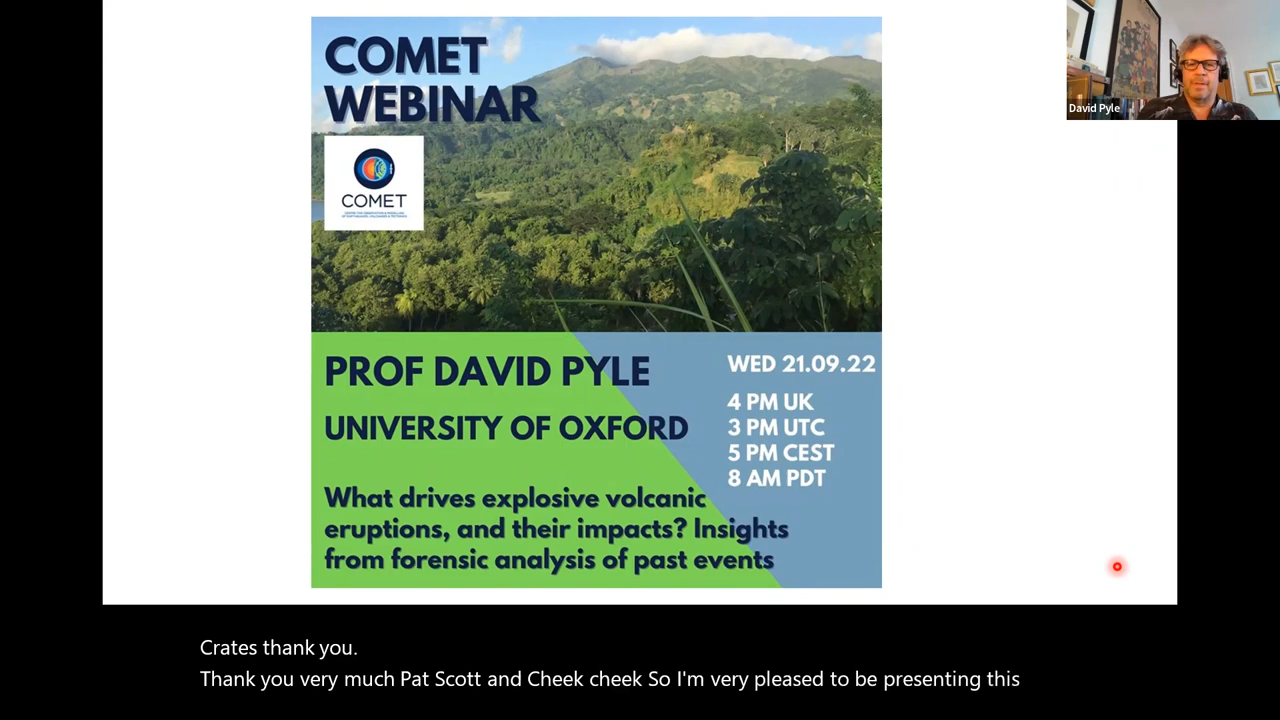 COMET
WEBINAR
COMET
David Pyle
PROF DAVID PYLE
UNIVERSITY OF OXFORD
What drives explosive volcanic
eruptions, and their impacts? Insights
from forensic analysis of past events
WED 21.09.22
4 PM UK
3 PM UTC
5 PM CEST
8 AM PDT
Crates thank you.
Thank you very much Pat Scott and Cheek cheek So I'm very pleased to be presenting this